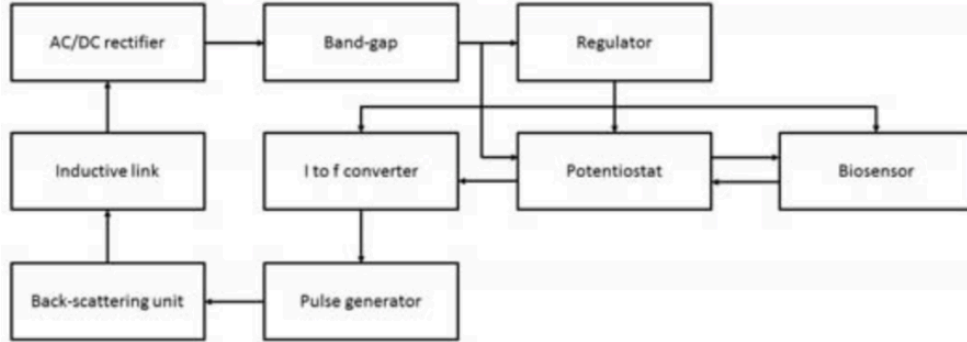 AC/DC rectifier
Band-gap
Regulator
Inductive link
I to f converter
Potentiostat
Biosensor
Back-scattering unit
Pulse generator